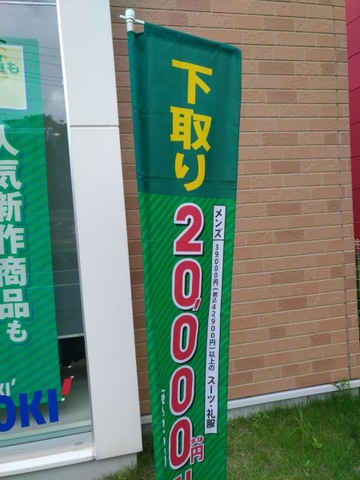 下取り
メンズ
39000円(税込42900円)以上の スーツ・礼服
20,000
円
人気新作商品も
も
OKI